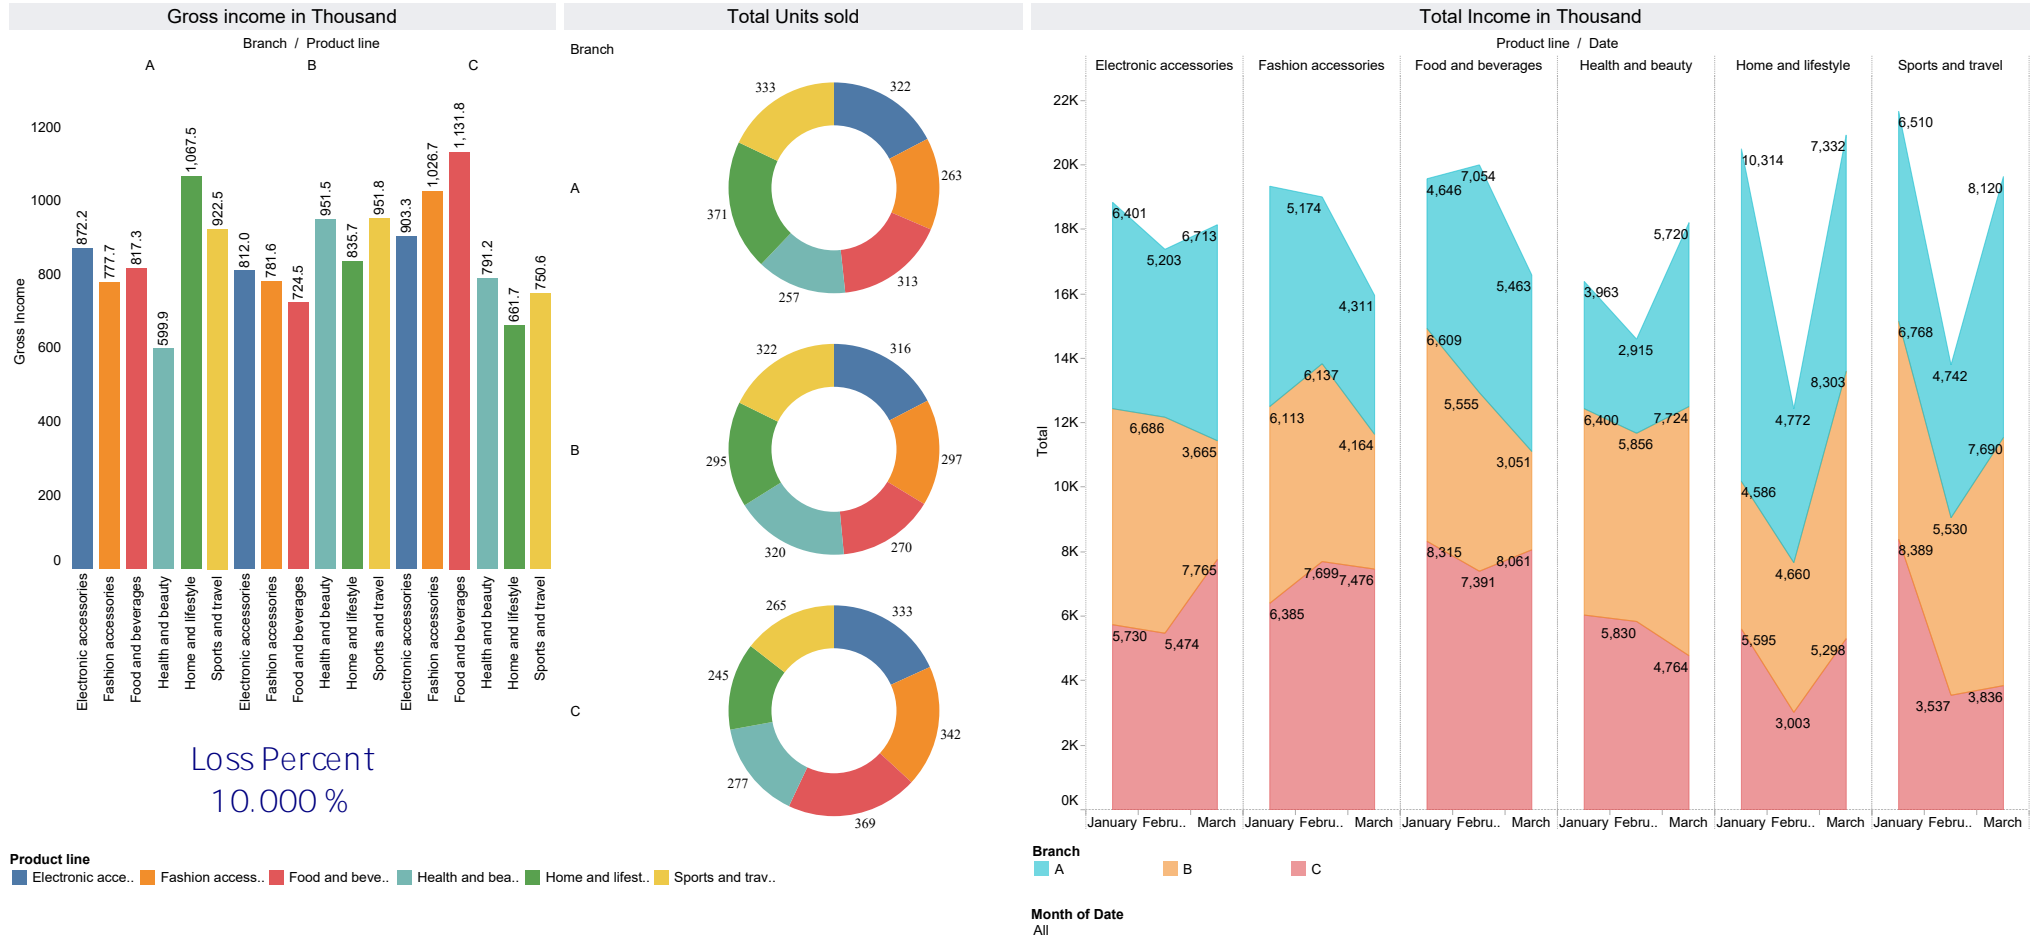 Gross income in Thousand
Branch / Product line
A B C
Gross Income
1200
1000
800
600
400
200
0
872.2
777.7
817.3
599.9
1,067.5
922.5
812.0
781.6
724.5
951.5
835.7
951.8
903.3
1,026.7
1,131.8
791.2
661.7
750.6
Electronic accessories
Fashion accessories
Food and beverages
Health and beauty
Home and lifestyle
Sports and travel
Electronic accessories
Fashion accessories
Food and beverages
Health and beauty
Home and lifestyle
Sports and travel
Electronic accessories
Fashion accessories
Food and beverages
Health and beauty
Home and lifestyle
Sports and travel
Loss Percent
10.000 %
Product line
Electronic acce.. Fashion access.. Food and beve.. Health and bea.. Home and lifest.. Sports and trav..
Total Units sold
Branch
A
322
263
313
257
371
333
B
316
297
270
320
295
322
C
333
342
369
277
245
265
Total Income in Thousand
Product line / Date
Electronic accessories Fashion accessories Food and beverages Health and beauty Home and lifestyle Sports and travel
Total
22K
20K
18K
16K
14K
12K
10K
8K
6K
4K
2K
0K
6,401
5,203
6,713
6,686
3,665
5,730
5,474
7,765
5,174
4,311
6,113
6,137
4,164
6,385
7,699
7,476
4,646
7,054
5,463
6,609
5,555
3,051
8,315
7,391
8,061
3,963
2,915
5,720
6,400
5,856
7,724
5,830
4,764
10,314
4,772
7,332
4,586
4,660
8,303
5,595
3,003
5,298
6,510
4,742
8,120
6,768
5,530
7,690
8,389
3,537
3,836
January Febru.. March January Febru.. March January Febru.. March January Febru.. March January Febru.. March January Febru.. March
Branch
A B C
Month of Date
All